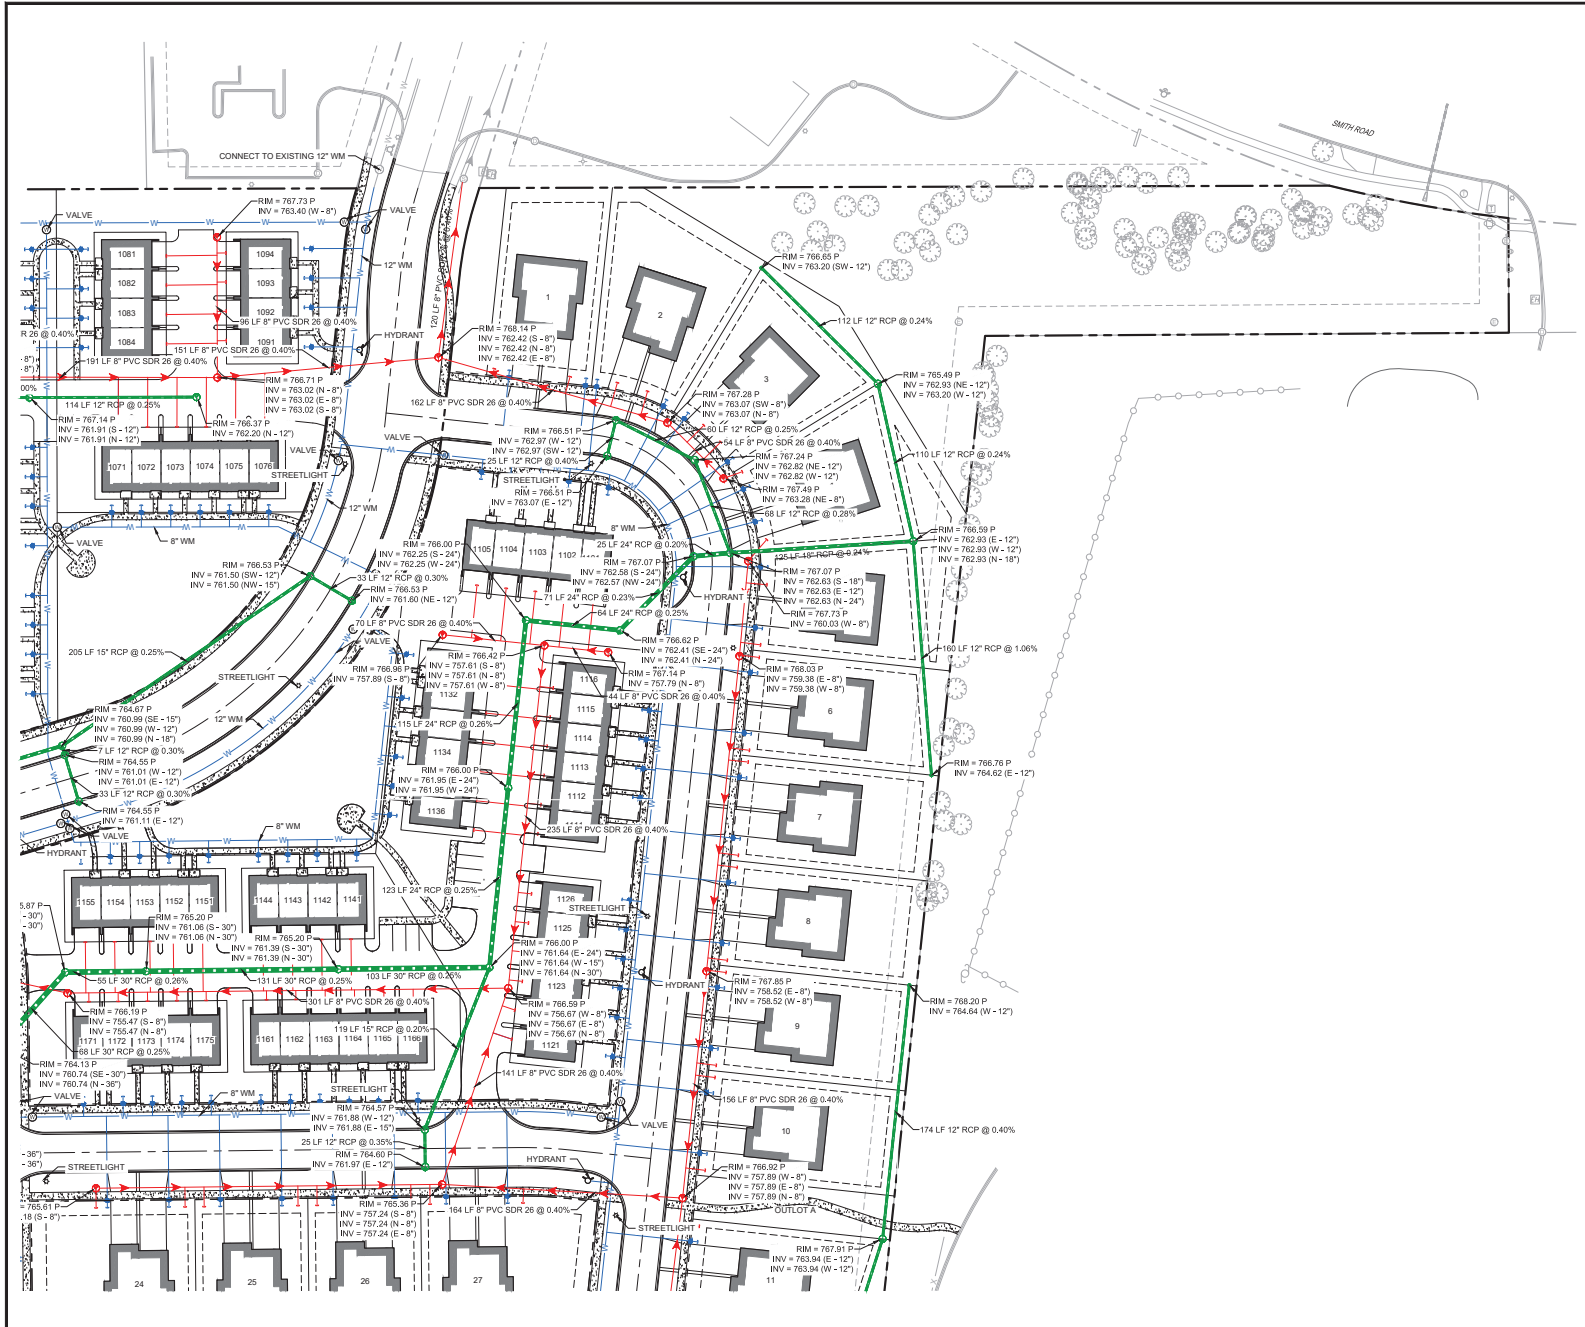 SMITH ROAD
CONNECT TO EXISTING 12" WM
RIM = 767.73 P
INV = 763.40 (W - 8")
VALVE
VALVE
12" WM
120 LF 8" PVC SDR 26 @ 0.40%
1081
1082
1083
1084
1094
1093
1092
1091
96 LF 8" PVC SDR 26 @ 0.40%
R 26 @ 0.40%
HYDRANT
151 LF 8" PVC SDR 26 @ 0.40%
191 LF 8" PVC SDR 26 @ 0.40%
- 8")
- 8")
00%
RIM = 768.14 P
INV = 762.42 (S - 8")
INV = 762.42 (N - 8")
INV = 762.42 (E - 8")
1
2
3
RIM = 766.65 P
INV = 763.20 (SW - 12")
112 LF 12" RCP @ 0.24%
RIM = 765.49 P
INV = 762.93 (NE - 12")
INV = 763.20 (W - 12")
RIM = 766.71 P
INV = 763.02 (N - 8")
INV = 763.02 (E - 8")
INV = 763.02 (S - 8")
114 LF 12" RCP @ 0.25%
RIM = 767.14 P
INV = 761.91 (S - 12")
INV = 761.91 (N - 12")
RIM = 766.37 P
INV = 762.20 (N - 12")
162 LF 8" PVC SDR 26 @ 0.40%
RIM = 767.28 P
INV = 763.07 (SW - 8")
INV = 763.07 (N - 8")
60 LF 12" RCP @ 0.25%
54 LF 8" PVC SDR 26 @ 0.40%
RIM = 766.51 P
INV = 762.97 (W - 12")
INV = 762.97 (SW - 12")
25 LF 12" RCP @ 0.40%
VALVE
VALVE
STREETLIGHT
STREETLIGHT
RIM = 767.24 P
INV = 762.82 (NE - 12")
INV = 762.82 (W - 12")
110 LF 12" RCP @ 0.24%
1071
1072
1073
1074
1075
1076
RIM = 766.51 P
INV = 763.07 (E - 12")
RIM = 767.49 P
INV = 763.28 (NE - 8")
68 LF 12" RCP @ 0.28%
12" WM
8" WM
8" WM
VALVE
RIM = 766.59 P
INV = 762.93 (E - 12")
INV = 762.93 (W - 12")
INV = 762.93 (N - 18")
RIM = 766.00 P
INV = 762.25 (S - 24")
INV = 762.25 (W - 24")
1105
1104
1103
1102
25 LF 24" RCP @ 0.20%
125 LF 18" RCP @ 0.24%
RIM = 767.07 P
INV = 762.58 (S - 24")
INV = 762.57 (NW - 24")
RIM = 766.53 P
INV = 761.50 (SW - 12")
INV = 761.50 (NW - 15")
33 LF 12" RCP @ 0.30%
RIM = 766.53 P
INV = 761.60 (NE - 12")
71 LF 24" RCP @ 0.23%
HYDRANT
RIM = 767.07 P
INV = 762.63 (S - 18")
INV = 762.63 (E - 12")
INV = 762.63 (N - 24")
64 LF 24" RCP @ 0.25%
RIM = 767.73 P
INV = 760.03 (W - 8")
70 LF 8" PVC SDR 26 @ 0.40%
VALVE
RIM = 766.62 P
INV = 762.41 (SE - 24")
INV = 762.41 (N - 24")
205 LF 15" RCP @ 0.25%
160 LF 12" RCP @ 1.06%
RIM = 766.42 P
INV = 757.61 (S - 8")
INV = 757.61 (N - 8")
INV = 757.61 (W - 8")
RIM = 766.96 P
INV = 757.89 (S - 8")
RIM = 767.14 P
INV = 757.79 (N - 8")
RIM = 768.03 P
INV = 759.38 (E - 8")
INV = 759.38 (W - 8")
STREETLIGHT
44 LF 8" PVC SDR 26 @ 0.40%
1116
1115
1114
1113
1112
1132
1134
1136
6
RIM = 764.67 P
INV = 760.99 (SE - 15")
INV = 760.99 (W - 12")
INV = 760.99 (N - 18")
12" WM
115 LF 24" RCP @ 0.26%
7 LF 12" RCP @ 0.30%
RIM = 764.55 P
INV = 761.01 (W - 12")
INV = 761.01 (E - 12")
33 LF 12" RCP @ 0.30%
RIM = 764.55 P
INV = 761.11 (E - 12")
RIM = 766.00 P
INV = 761.95 (E - 24")
INV = 761.95 (W - 24")
RIM = 766.76 P
INV = 764.62 (E - 12")
7
VALVE
8" WM
HYDRANT
235 LF 8" PVC SDR 26 @ 0.40%
123 LF 24" RCP @ 0.25%
1155
1154
1153
1152
1151
1144
1143
1142
1141
1126
1125
STREETLIGHT
8
5.87 P
- 30")
- 30")
RIM = 765.20 P
INV = 761.06 (S - 30")
INV = 761.06 (N - 30")
RIM = 765.20 P
INV = 761.39 (S - 30")
INV = 761.39 (N - 30")
RIM = 766.00 P
INV = 761.64 (E - 24")
INV = 761.64 (W - 15")
INV = 761.64 (N - 30")
55 LF 30" RCP @ 0.26%
131 LF 30" RCP @ 0.25%
103 LF 30" RCP @ 0.25%
1123
HYDRANT
RIM = 767.85 P
INV = 758.52 (E - 8")
INV = 758.52 (W - 8")
RIM = 768.20 P
INV = 764.64 (W - 12")
301 LF 8" PVC SDR 26 @ 0.40%
RIM = 766.19 P
INV = 755.47 (S - 8")
INV = 755.47 (N - 8")
RIM = 766.59 P
INV = 756.67 (W - 8")
INV = 756.67 (E - 8")
INV = 756.67 (N - 8")
9
1171
1172
1173
1174
1175
1161
1162
1163
1164
1165
1166
1121
119 LF 15" RCP @ 0.20%
68 LF 30" RCP @ 0.25%
RIM = 764.13 P
INV = 760.74 (SE - 30")
INV = 760.74 (N - 36")
141 LF 8" PVC SDR 26 @ 0.40%
STREETLIGHT
8" WM
VALVE
156 LF 8" PVC SDR 26 @ 0.40%
RIM = 764.57 P
INV = 761.88 (W - 12")
INV = 761.88 (E - 15")
VALVE
10
174 LF 12" RCP @ 0.40%
25 LF 12" RCP @ 0.35%
RIM = 764.60 P
INV = 761.97 (E - 12")
- 36")
- 36")
STREETLIGHT
HYDRANT
RIM = 766.92 P
INV = 757.89 (W - 8")
INV = 757.89 (E - 8")
INV = 757.89 (N - 8")
OUTLOT A
765.61 P
.18 (S - 8")
RIM = 765.36 P
INV = 757.24 (S - 8")
INV = 757.24 (N - 8")
INV = 757.24 (E - 8")
164 LF 8" PVC SDR 26 @ 0.40%
STREETLIGHT
RIM = 767.91 P
INV = 763.94 (E - 12")
INV = 763.94 (W - 12")
24
25
26
27
11